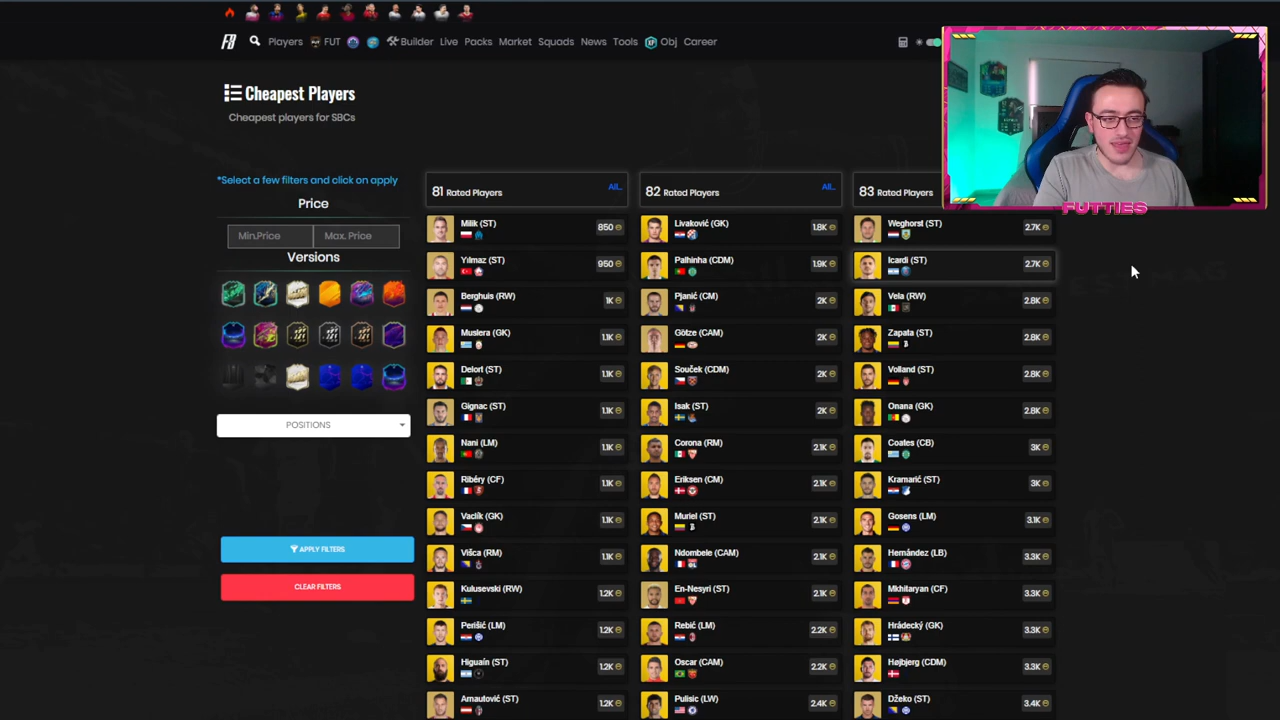 FB
Players
FUT
Builder
Live
Packs
Market
Squads
News
Tools
XP
Obj
Career
Cheapest Players
Cheapest players for SBCs
*Select a few filters and click on apply
Price
Min.Price
Max. Price
Versions
POSITIONS
APPLY FILTERS
CLEAR FILTERS
81 Rated Players
All...
Milik (ST)
850
Yılmaz (ST)
950
Berghuis (RW)
1K
Muslera (GK)
1.1K
Delort (ST)
1.1K
Gignac (ST)
1.1K
Nani (LM)
1.1K
Ribéry (CF)
1.1K
Vaclík (GK)
1.1K
Višca (RM)
1.1K
Kulusevski (RW)
1.2K
Perišić (LM)
1.2K
Higuaín (ST)
1.2K
Arnautović (ST)
1.2K
82 Rated Players
All...
Livaković (GK)
1.8K
Palhinha (CDM)
1.9K
Pjanić (CM)
2K
Götze (CAM)
2K
Souček (CDM)
2K
Isak (ST)
2K
Corona (RM)
2.1K
Eriksen (CM)
2.1K
Muriel (ST)
2.1K
Ndombele (CAM)
2.1K
En-Nesyri (ST)
2.1K
Rebić (LM)
2.2K
Oscar (CAM)
2.2K
Pulisic (LW)
2.4K
83 Rated Players
Weghorst (ST)
2.7K
Icardi (ST)
2.7K
Vela (RW)
2.8K
Zapata (ST)
2.8K
Volland (ST)
2.8K
Onana (GK)
2.8K
Coates (CB)
3K
Kramarić (ST)
3K
Gosens (LM)
3.1K
Hernández (LB)
3.3K
Mkhitaryan (CF)
3.3K
Hrádecký (GK)
3.3K
Højbjerg (CDM)
3.3K
Džeko (ST)
3.4K
FUTTIES